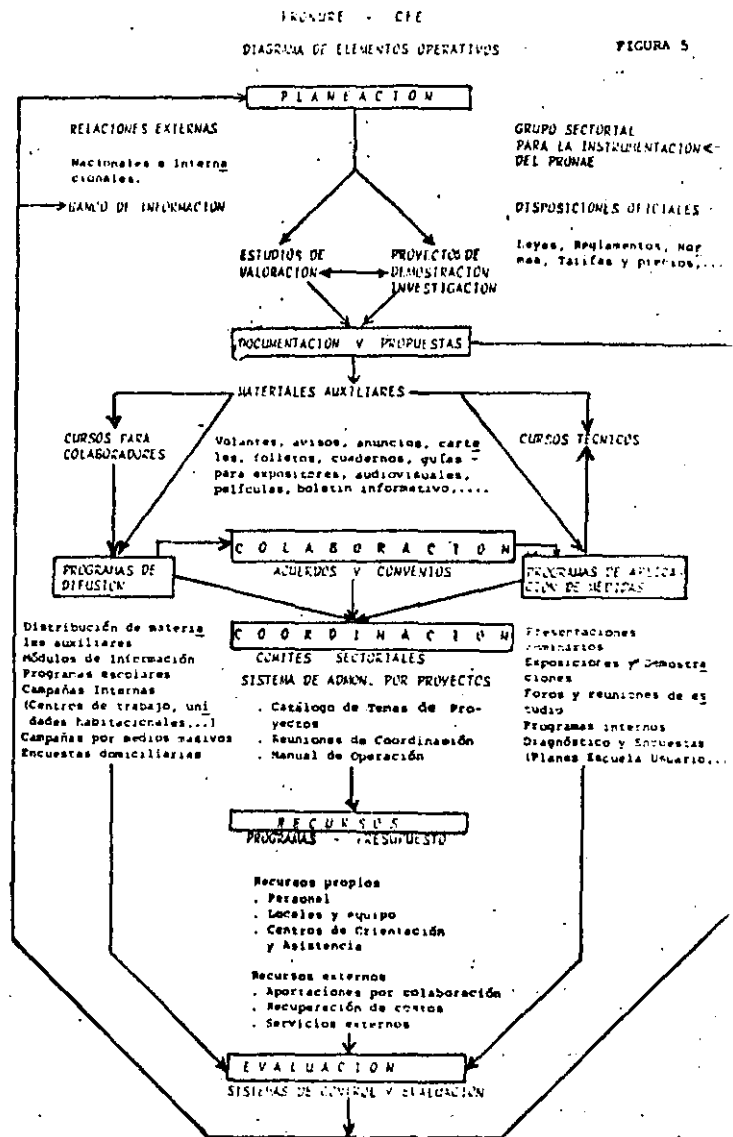 PRONURE - CFE
DIAGRAMA DE ELEMENTOS OPERATIVOS
FIGURA 5
PLANEACION
RELACIONES EXTERNAS
Nacionales e Interna
cionales.
BANCO DE INFORMACION
GRUPO SECTORIAL
PARA LA INSTRUMENTACION
DEL PRONAE
DISPOSICIONES OFICIALES
Leyes, Reglamentos, Nor
mas, Tarifas y precios,...
ESTUDIOS DE
VALORACION
PROYECTOS DE
DEMOSTRACION
INVESTIGACION
DOCUMENTACION Y PROPUESTAS
MATERIALES AUXILIARES
CURSOS PARA
COLABORADORES
Volantes, avisos, anuncios, carte
les, folletos, cuadernos, guías -
para expositores, audiovisuales,
películas, boletin informativo,....
CURSOS TECNICOS
COLABORACION
ACUERDOS Y CONVENIOS
PROGRAMAS DE
DIFUSION
PROGRAMAS DE APLICA-
CION DE MEDIDAS
COORDINACION
COMITES SECTORIALES
SISTEMA DE ADMON. POR PROYECTOS
. Catálogo de Temas de Pro-
yectos
. Reuniones de Coordinación
. Manual de Operación
Distribución de materia
les auxiliares
Módulos de Información
Programas escolares
Campañas Internas
(Centros de trabajo, uni
dades habitacionales,...)
Campañas por medios masivos
Encuestas domiciliarias
Presentaciones
Seminarios
Exposiciones y Demostra
ciones
Foros y reuniones de es
tudio
Programas internos
Diagnóstico y Encuestas
(Planes Escuela Usuario,...
RECURSOS
PROGRAMAS - PRESUPUESTO
Recursos propios
. Personal
. Locales y equipo
. Centros de Orientación
y Asistencia
Recursos externos
. Aportaciones por colaboración
. Recuperación de costos
. Servicios externos
EVALUACION
SISTEMAS DE CONTROL Y EVALUACION